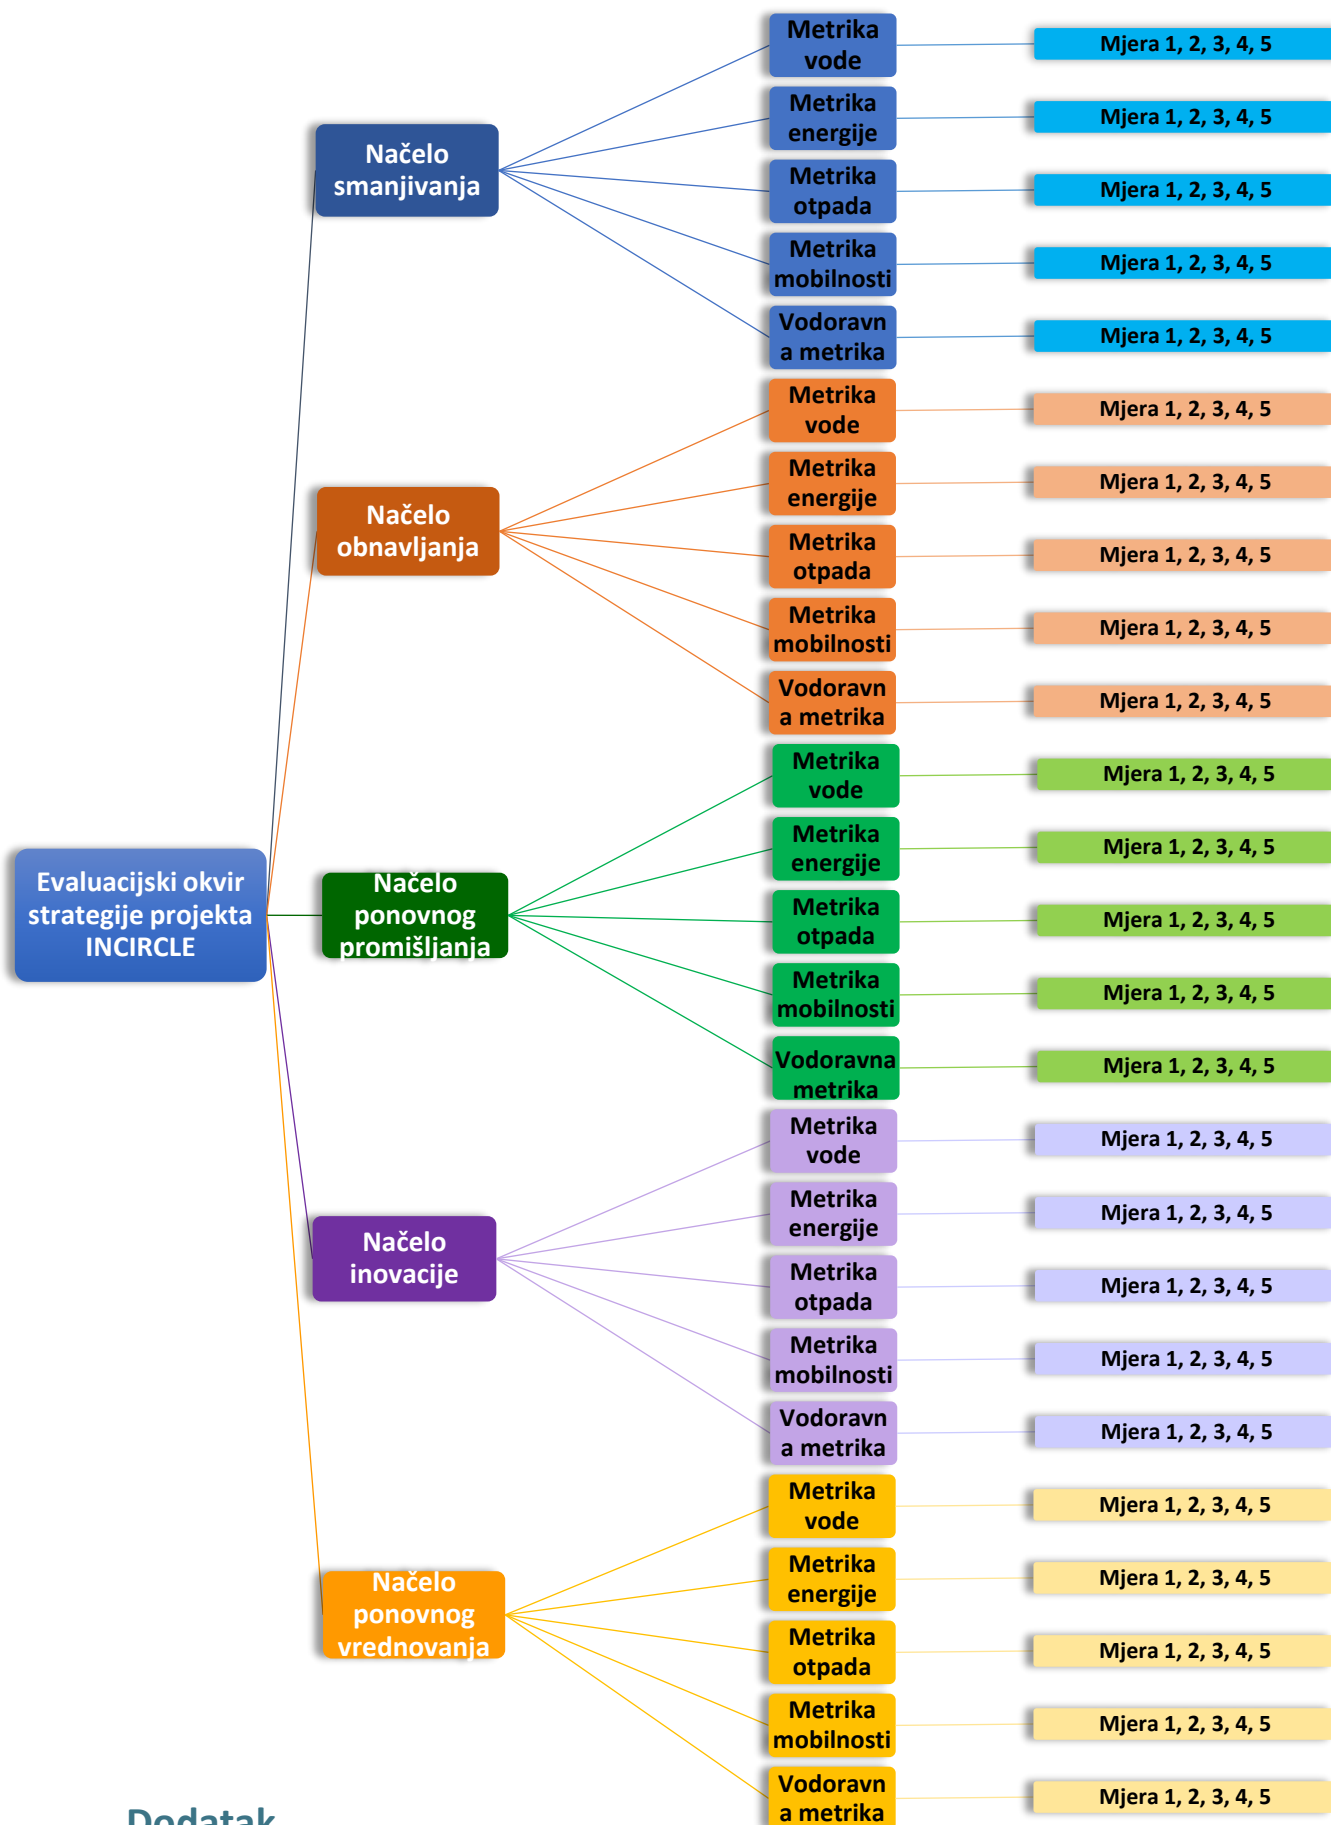 Evaluacijski okvir
strategije projekta
INCIRCLE
Načelo
smanjivanja
Metrika
vode
Mjera 1, 2, 3, 4, 5
Metrika
energije
Mjera 1, 2, 3, 4, 5
Metrika
otpada
Mjera 1, 2, 3, 4, 5
Metrika
mobilnosti
Mjera 1, 2, 3, 4, 5
Vodoravn
a metrika
Mjera 1, 2, 3, 4, 5
Načelo
obnavljanja
Metrika
vode
Mjera 1, 2, 3, 4, 5
Metrika
energije
Mjera 1, 2, 3, 4, 5
Metrika
otpada
Mjera 1, 2, 3, 4, 5
Metrika
mobilnosti
Mjera 1, 2, 3, 4, 5
Vodoravn
a metrika
Mjera 1, 2, 3, 4, 5
Načelo
ponovnog
promišljanja
Metrika
vode
Mjera 1, 2, 3, 4, 5
Metrika
energije
Mjera 1, 2, 3, 4, 5
Metrika
otpada
Mjera 1, 2, 3, 4, 5
Metrika
mobilnosti
Mjera 1, 2, 3, 4, 5
Vodoravna
metrika
Mjera 1, 2, 3, 4, 5
Načelo
inovacije
Metrika
vode
Mjera 1, 2, 3, 4, 5
Metrika
energije
Mjera 1, 2, 3, 4, 5
Metrika
otpada
Mjera 1, 2, 3, 4, 5
Metrika
mobilnosti
Mjera 1, 2, 3, 4, 5
Vodoravn
a metrika
Mjera 1, 2, 3, 4, 5
Načelo
ponovnog
vrednovanja
Metrika
vode
Mjera 1, 2, 3, 4, 5
Metrika
energije
Mjera 1, 2, 3, 4, 5
Metrika
otpada
Mjera 1, 2, 3, 4, 5
Metrika
mobilnosti
Mjera 1, 2, 3, 4, 5
Vodoravn
a metrika
Mjera 1, 2, 3, 4, 5
Dodatak